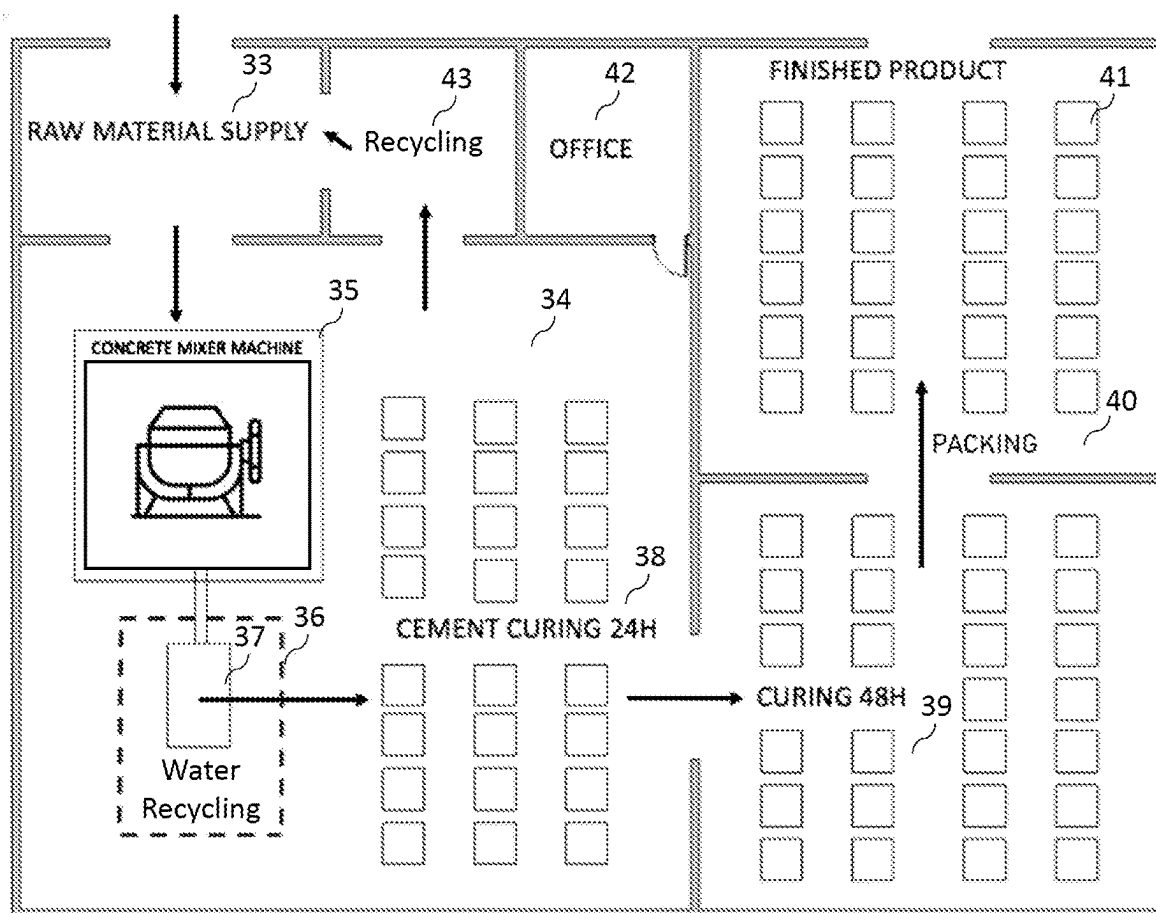 33
43
42
FINISHED PRODUCT
41
RAW MATERIAL SUPPLY
Recycling
OFFICE
35
34
CONCRETE MIXER MACHINE
40
PACKING
38
36
37
CEMENT CURING 24H
CURING 48H
39
Water
Recycling